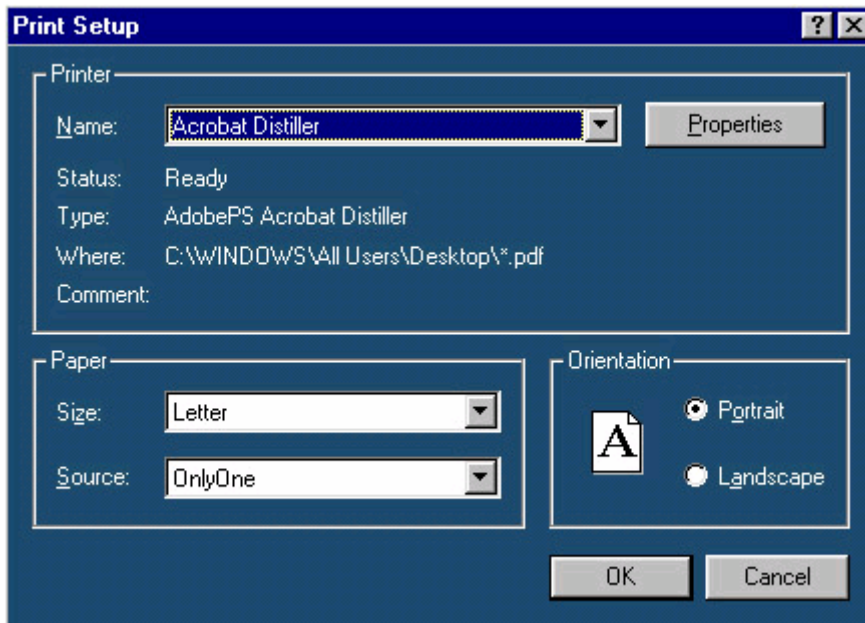 Print Setup
Printer
Name: Acrobat Distiller Properties
Status: Ready
Type: AdobePS Acrobat Distiller
Where: C:\WINDOWS\All Users\Desktop\*.pdf
Comment:
Paper
Size: Letter
Source: OnlyOne
Orientation
A
Portrait
Landscape
OK Cancel